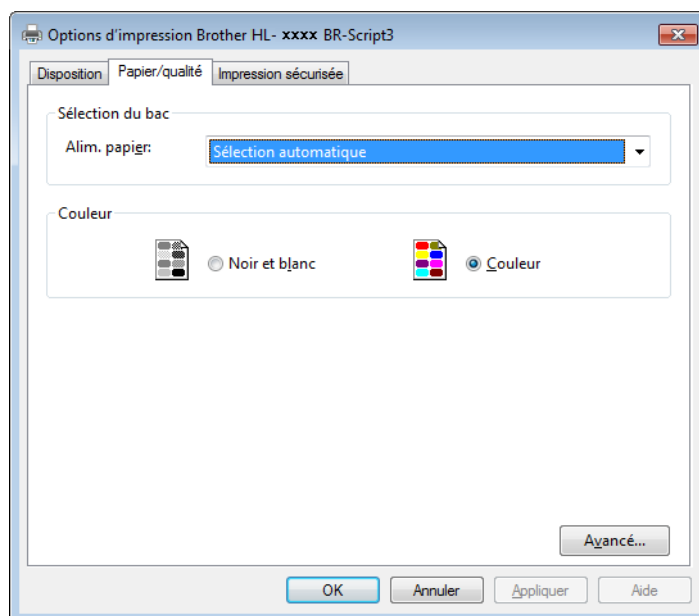 Options d'impression Brother HL- xxxx BR-Script3
Disposition Papier/qualité Impression sécurisée
Sélection du bac
Alim. papier: Sélection automatique
Couleur
Noir et blanc Couleur
Avancé...
OK Annuler Appliquer Aide